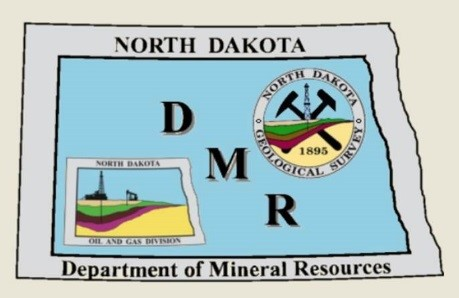 NORTH DAKOTA
D
M
R
NORTH DAKOTA
GEOLOGICAL SURVEY
1895
NORTH DAKOTA
OIL AND GAS DIVISION
Department of Mineral Resources